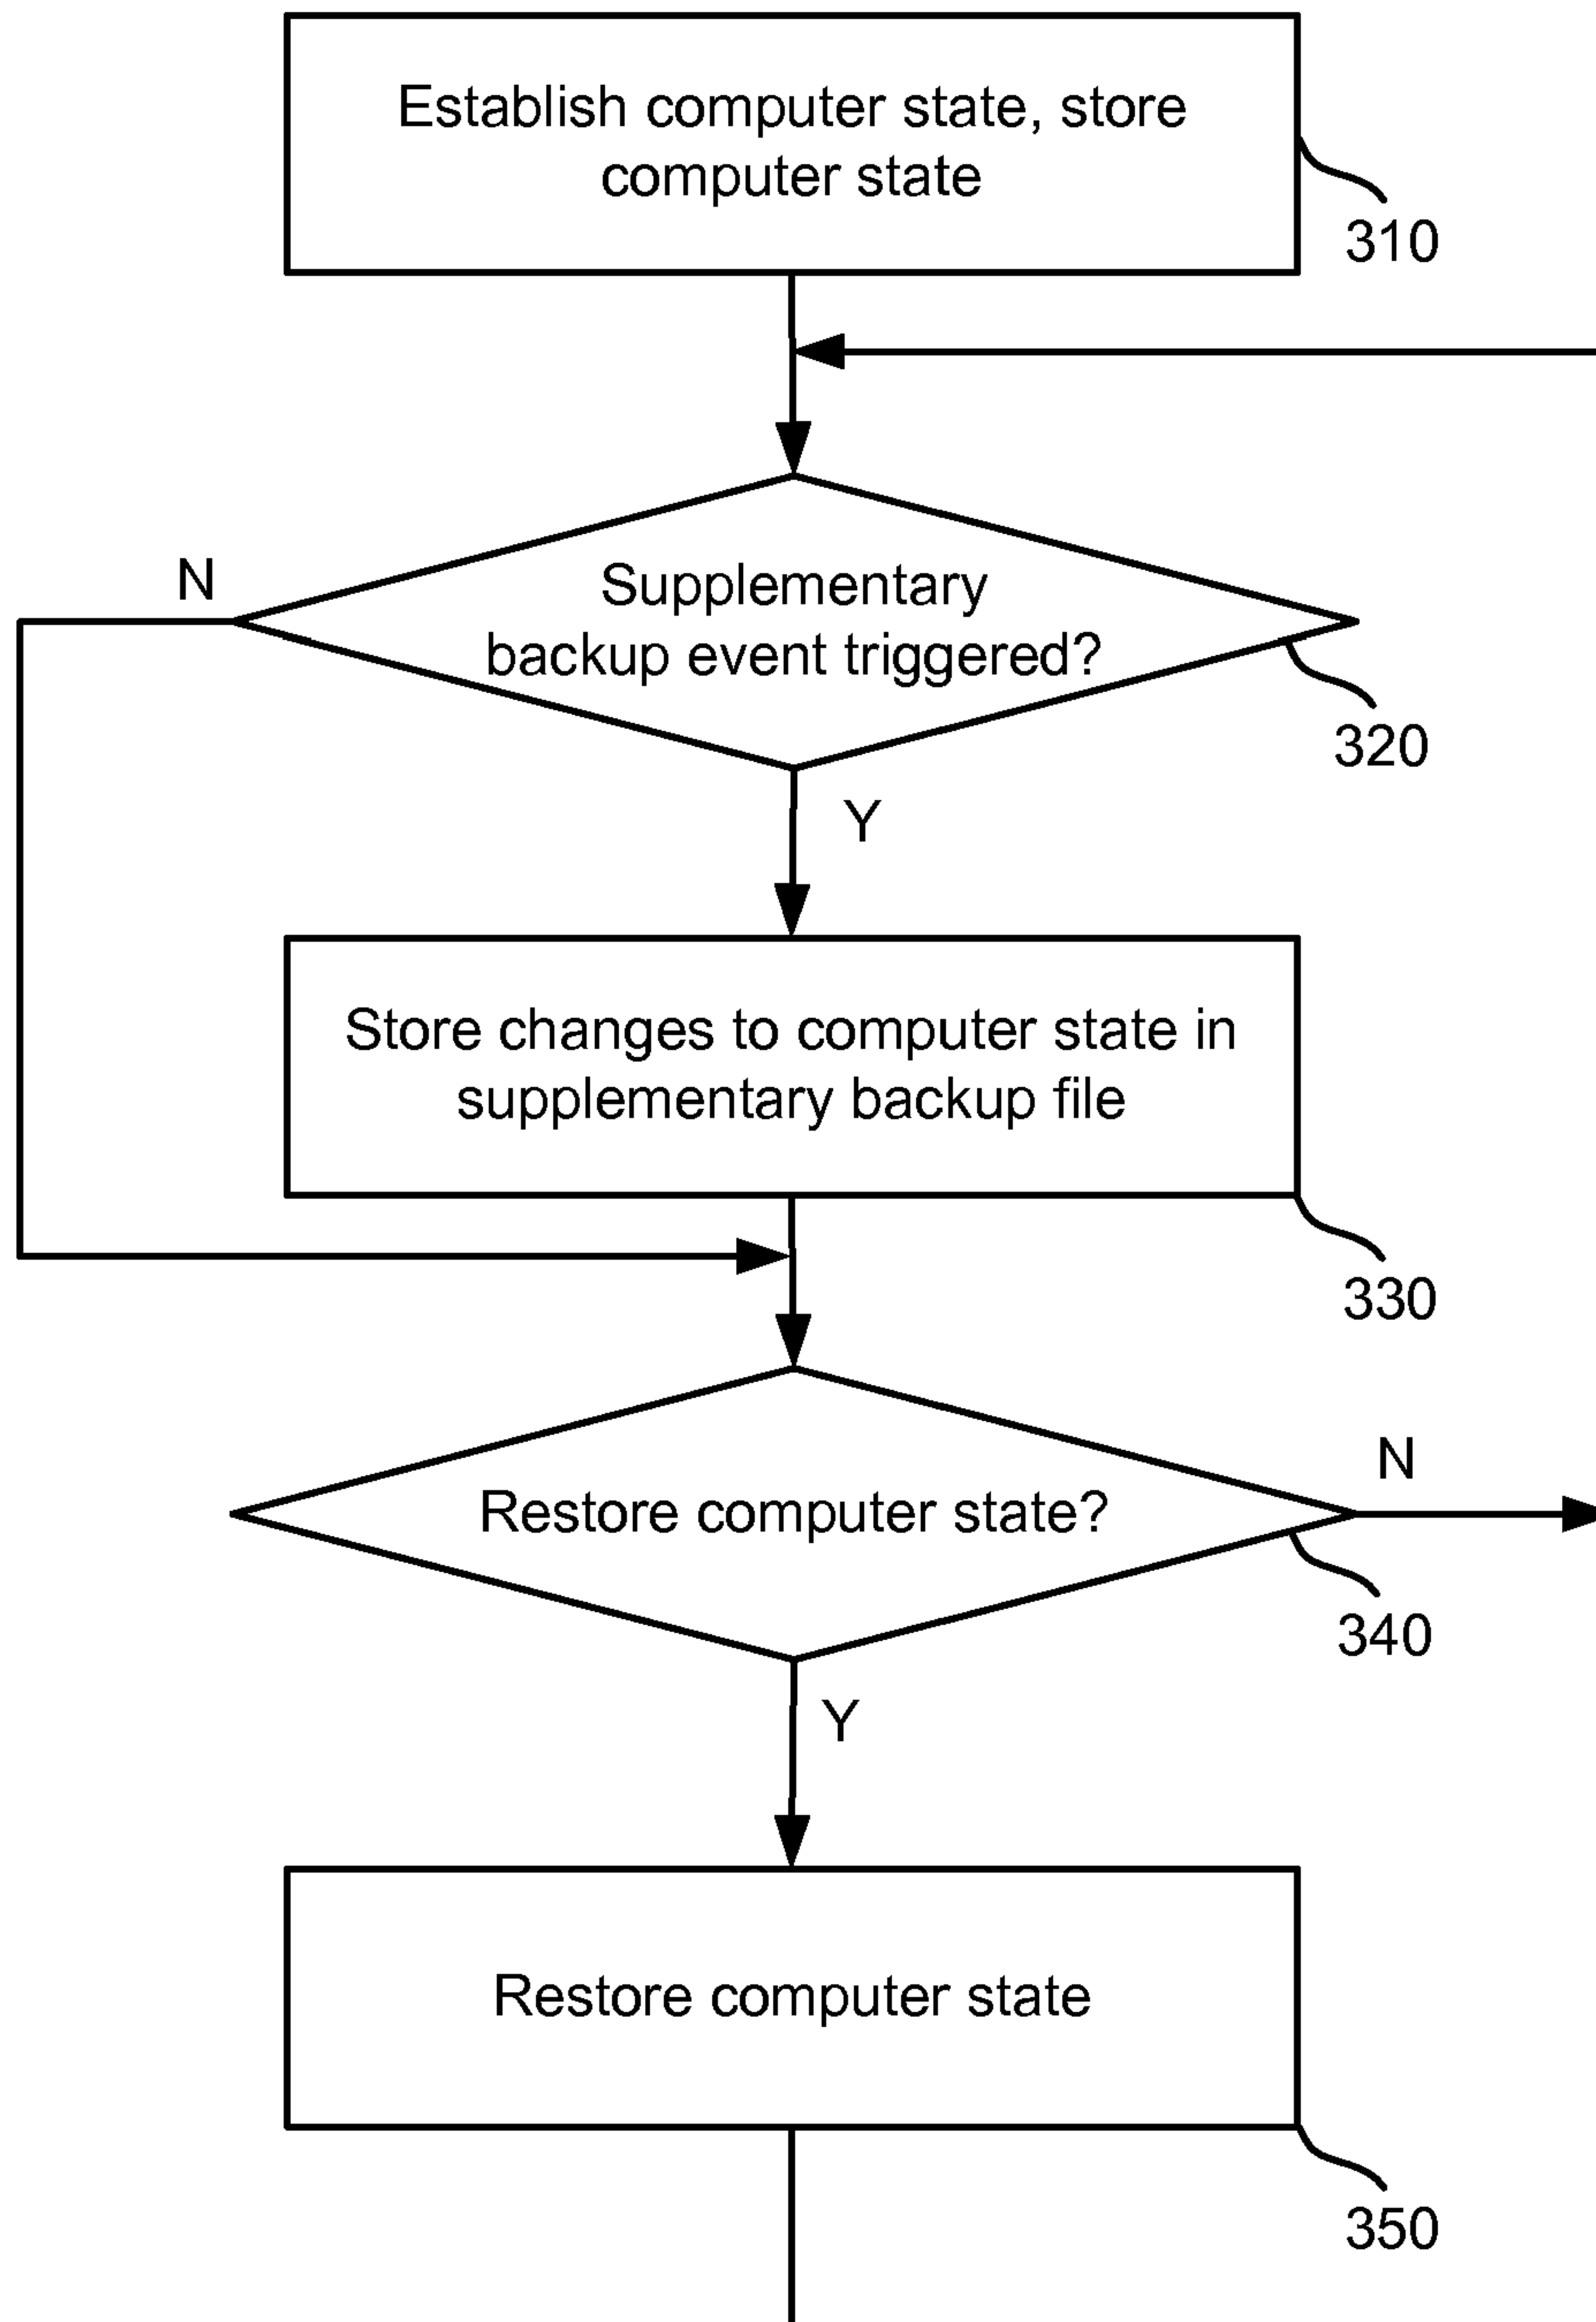 Establish computer state, store
computer state
310
N
Supplementary
backup event triggered?
320
Y
Store changes to computer state in
supplementary backup file
330
N
Restore computer state?
340
Y
Restore computer state
350